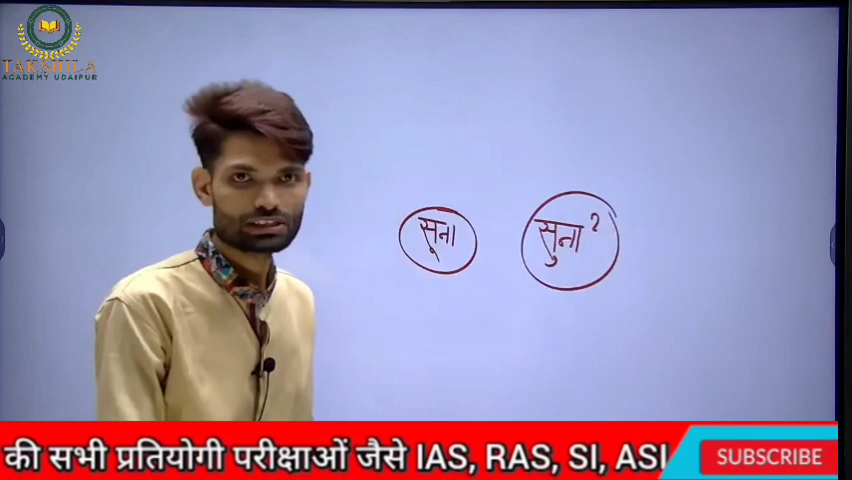 TAKSHILA
ACADEMY UDAIPUR
सूना
सुना ?
की सभी प्रतियोगी परीक्षाओं जैसे IAS, RAS, SI, ASI
SUBSCRIBE